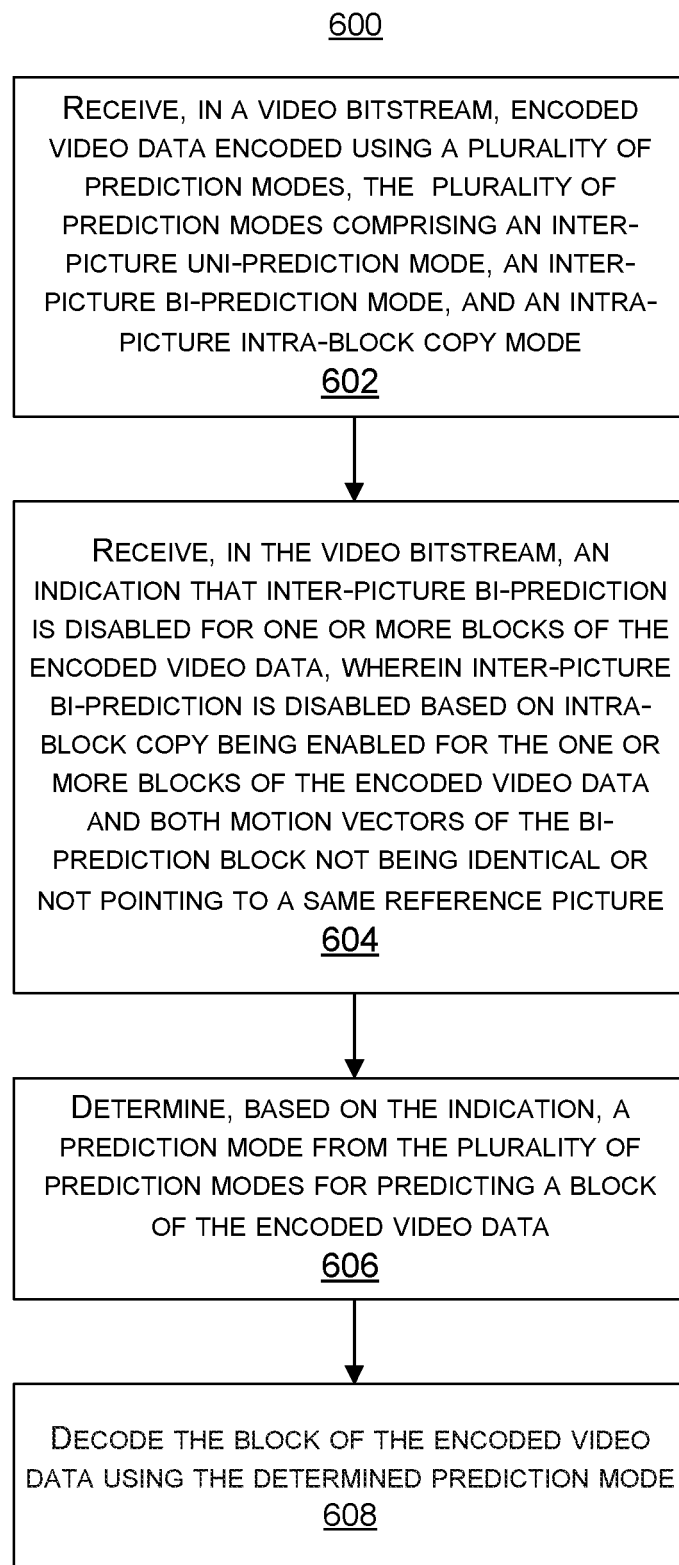 600
RECEIVE, IN A VIDEO BITSTREAM, ENCODED
VIDEO DATA ENCODED USING A PLURALITY OF
PREDICTION MODES, THE PLURALITY OF
PREDICTION MODES COMPRISING AN INTER-
PICTURE UNI-PREDICTION MODE, AN INTER-
PICTURE BI-PREDICTION MODE, AND AN INTRA-
PICTURE INTRA-BLOCK COPY MODE
602
RECEIVE, IN THE VIDEO BITSTREAM, AN
INDICATION THAT INTER-PICTURE BI-PREDICTION
IS DISABLED FOR ONE OR MORE BLOCKS OF THE
ENCODED VIDEO DATA, WHEREIN INTER-PICTURE
BI-PREDICTION IS DISABLED BASED ON INTRA-
BLOCK COPY BEING ENABLED FOR THE ONE OR
MORE BLOCKS OF THE ENCODED VIDEO DATA
AND BOTH MOTION VECTORS OF THE BI-
PREDICTION BLOCK NOT BEING IDENTICAL OR
NOT POINTING TO A SAME REFERENCE PICTURE
604
DETERMINE, BASED ON THE INDICATION, A
PREDICTION MODE FROM THE PLURALITY OF
PREDICTION MODES FOR PREDICTING A BLOCK
OF THE ENCODED VIDEO DATA
606
DECODE THE BLOCK OF THE ENCODED VIDEO
DATA USING THE DETERMINED PREDICTION MODE
608